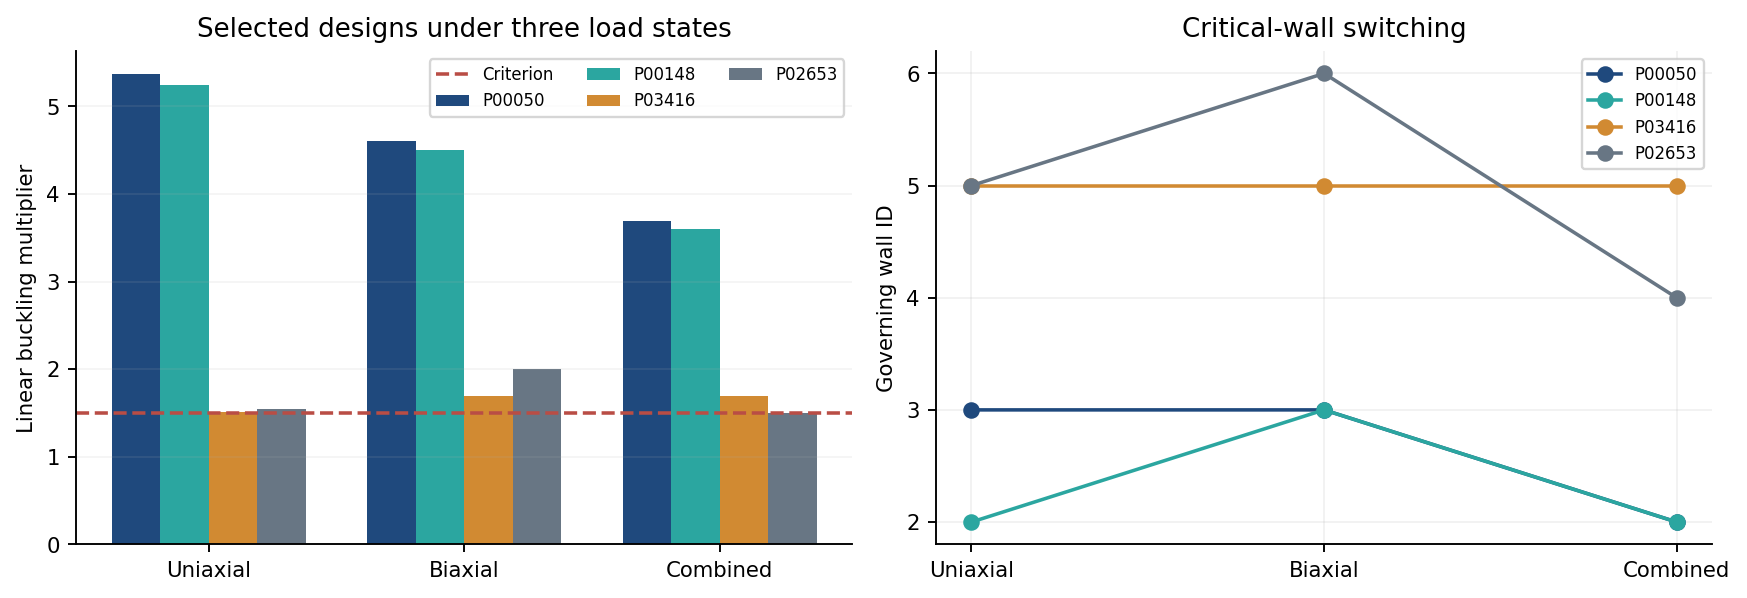 Selected designs under three load states
Linear buckling multiplier
5
4
3
2
1
0
Criterion
P00050
P00148
P03416
P02653
Uniaxial
Biaxial
Combined
Critical-wall switching
Governing wall ID
6
5
4
3
2
P00050
P00148
P03416
P02653
Uniaxial
Biaxial
Combined